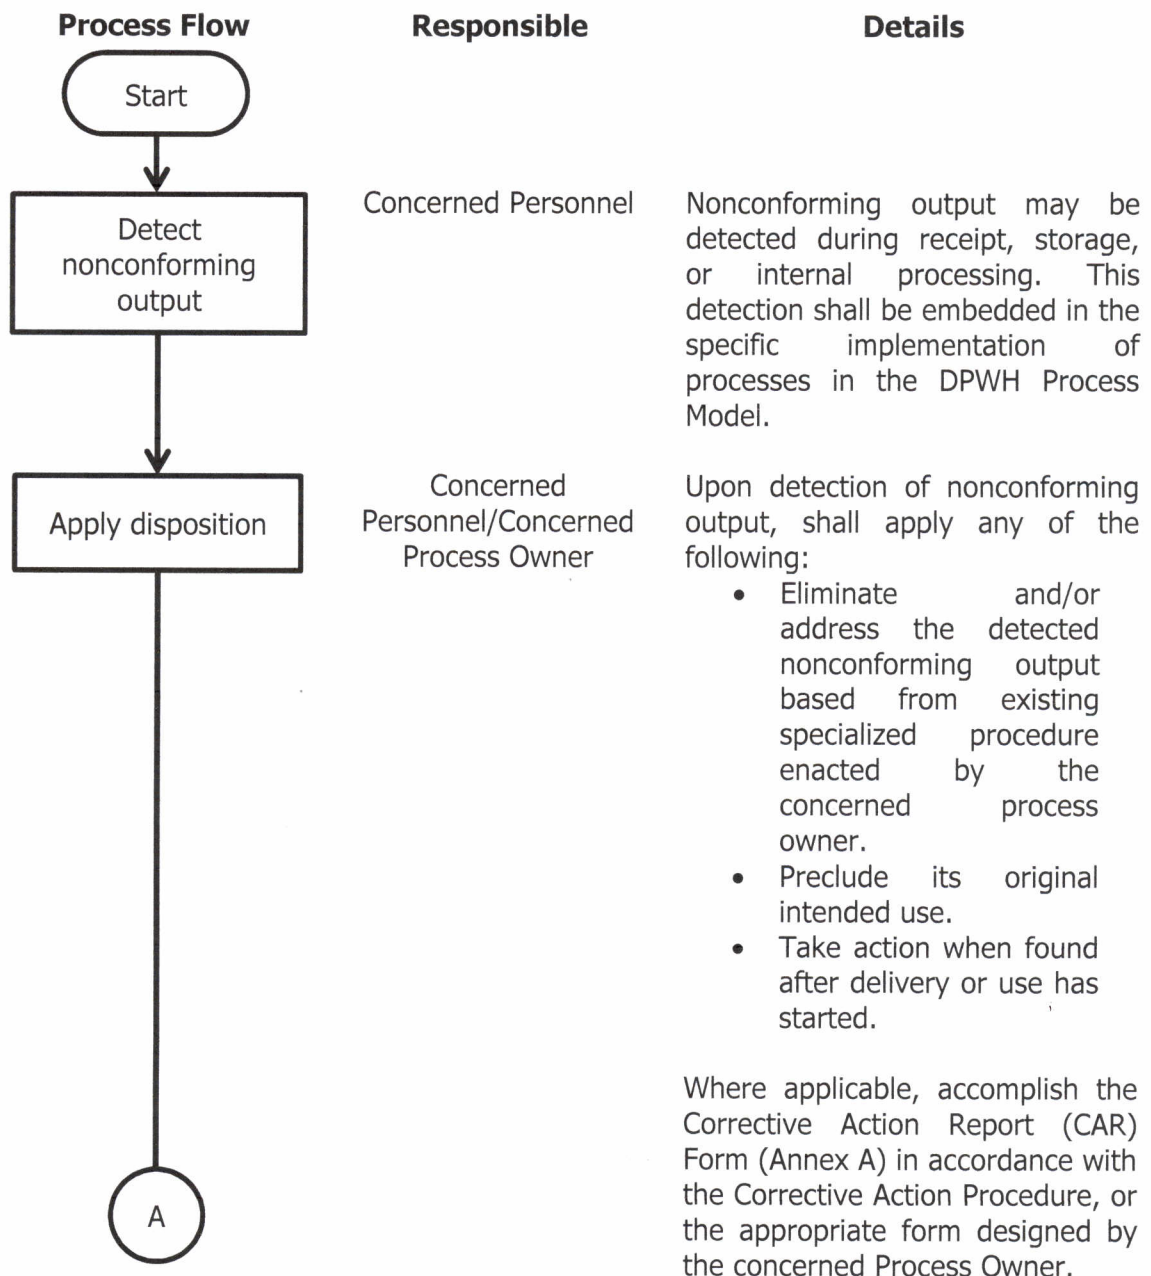 Process Flow Responsible Details
Start
Detect
nonconforming
output
Concerned Personnel
Nonconforming output may be
detected during receipt, storage,
or internal processing. This
detection shall be embedded in the
specific implementation of
processes in the DPWH Process
Model.
Apply disposition
Concerned
Personnel/Concerned
Process Owner
Upon detection of nonconforming
output, shall apply any of the
following:
• Eliminate and/or
address the detected
nonconforming output
based from existing
specialized procedure
enacted by the
concerned process
owner.
• Preclude its original
intended use.
• Take action when found
after delivery or use has
started.
Where applicable, accomplish the
Corrective Action Report (CAR)
Form (Annex A) in accordance with
the Corrective Action Procedure, or
the appropriate form designed by
the concerned Process Owner.
A